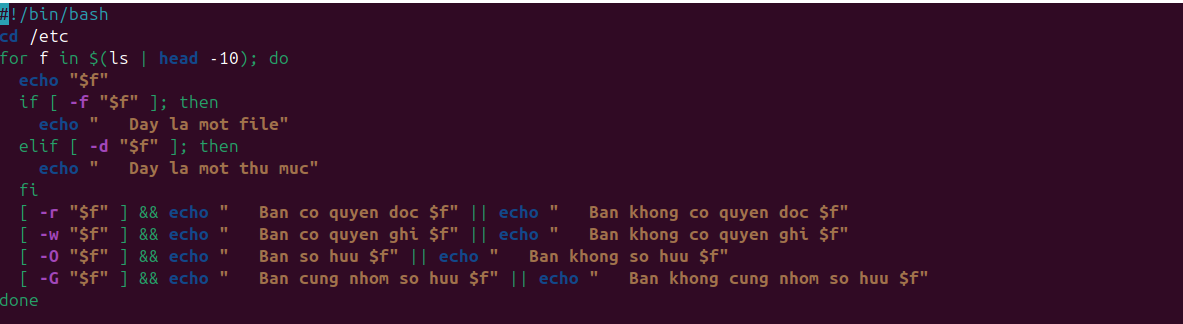 #!/bin/bash
cd /etc
for f in $(ls | head -10); do
  echo "$f"
  if [ -f "$f" ]; then
    echo "   Day la mot file"
  elif [ -d "$f" ]; then
    echo "   Day la mot thu muc"
  fi
  [ -r "$f" ] && echo "   Ban co quyen doc $f" || echo "   Ban khong co quyen doc $f"
  [ -w "$f" ] && echo "   Ban co quyen ghi $f" || echo "   Ban khong co quyen ghi $f"
  [ -O "$f" ] && echo "   Ban so huu $f" || echo "   Ban khong so huu $f"
  [ -G "$f" ] && echo "   Ban cung nhom so huu $f" || echo "   Ban khong cung nhom so huu $f"
done